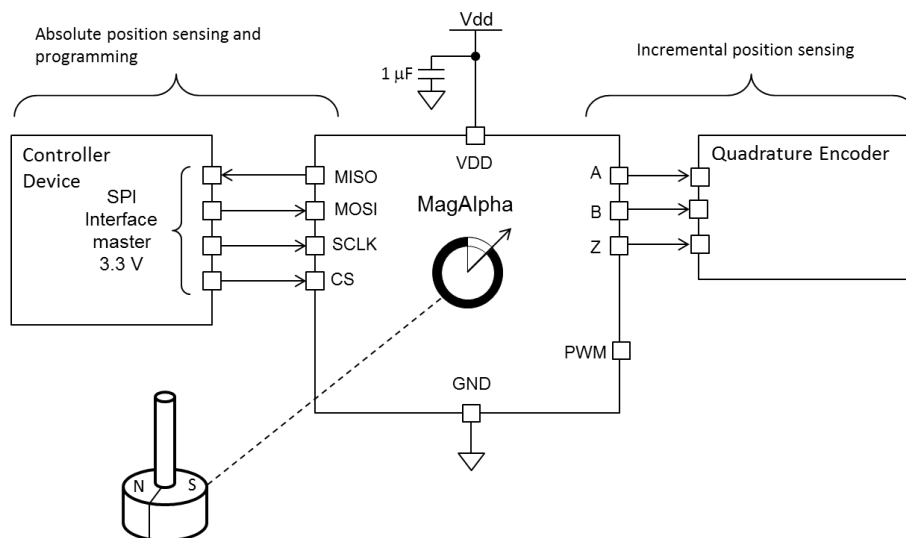 Absolute position sensing and
programming
Vdd
1 μF
Incremental position sensing
Controller
Device
SPI
Interface
master
3.3 V
MISO
MOSI
SCLK
CS
VDD
MagAlpha
A
B
Z
PWM
GND
Quadrature Encoder
N
S